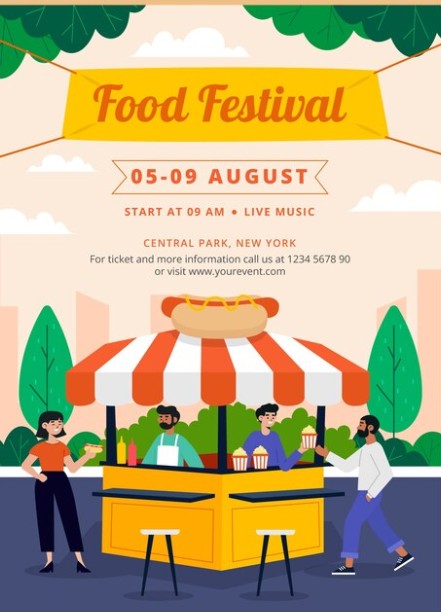 Food Festival
05-09 AUGUST
START AT 09 AM • LIVE MUSIC
CENTRAL PARK, NEW YORK
For ticket and more information call us at 1234 5678 90
or visit www.yourevent.com